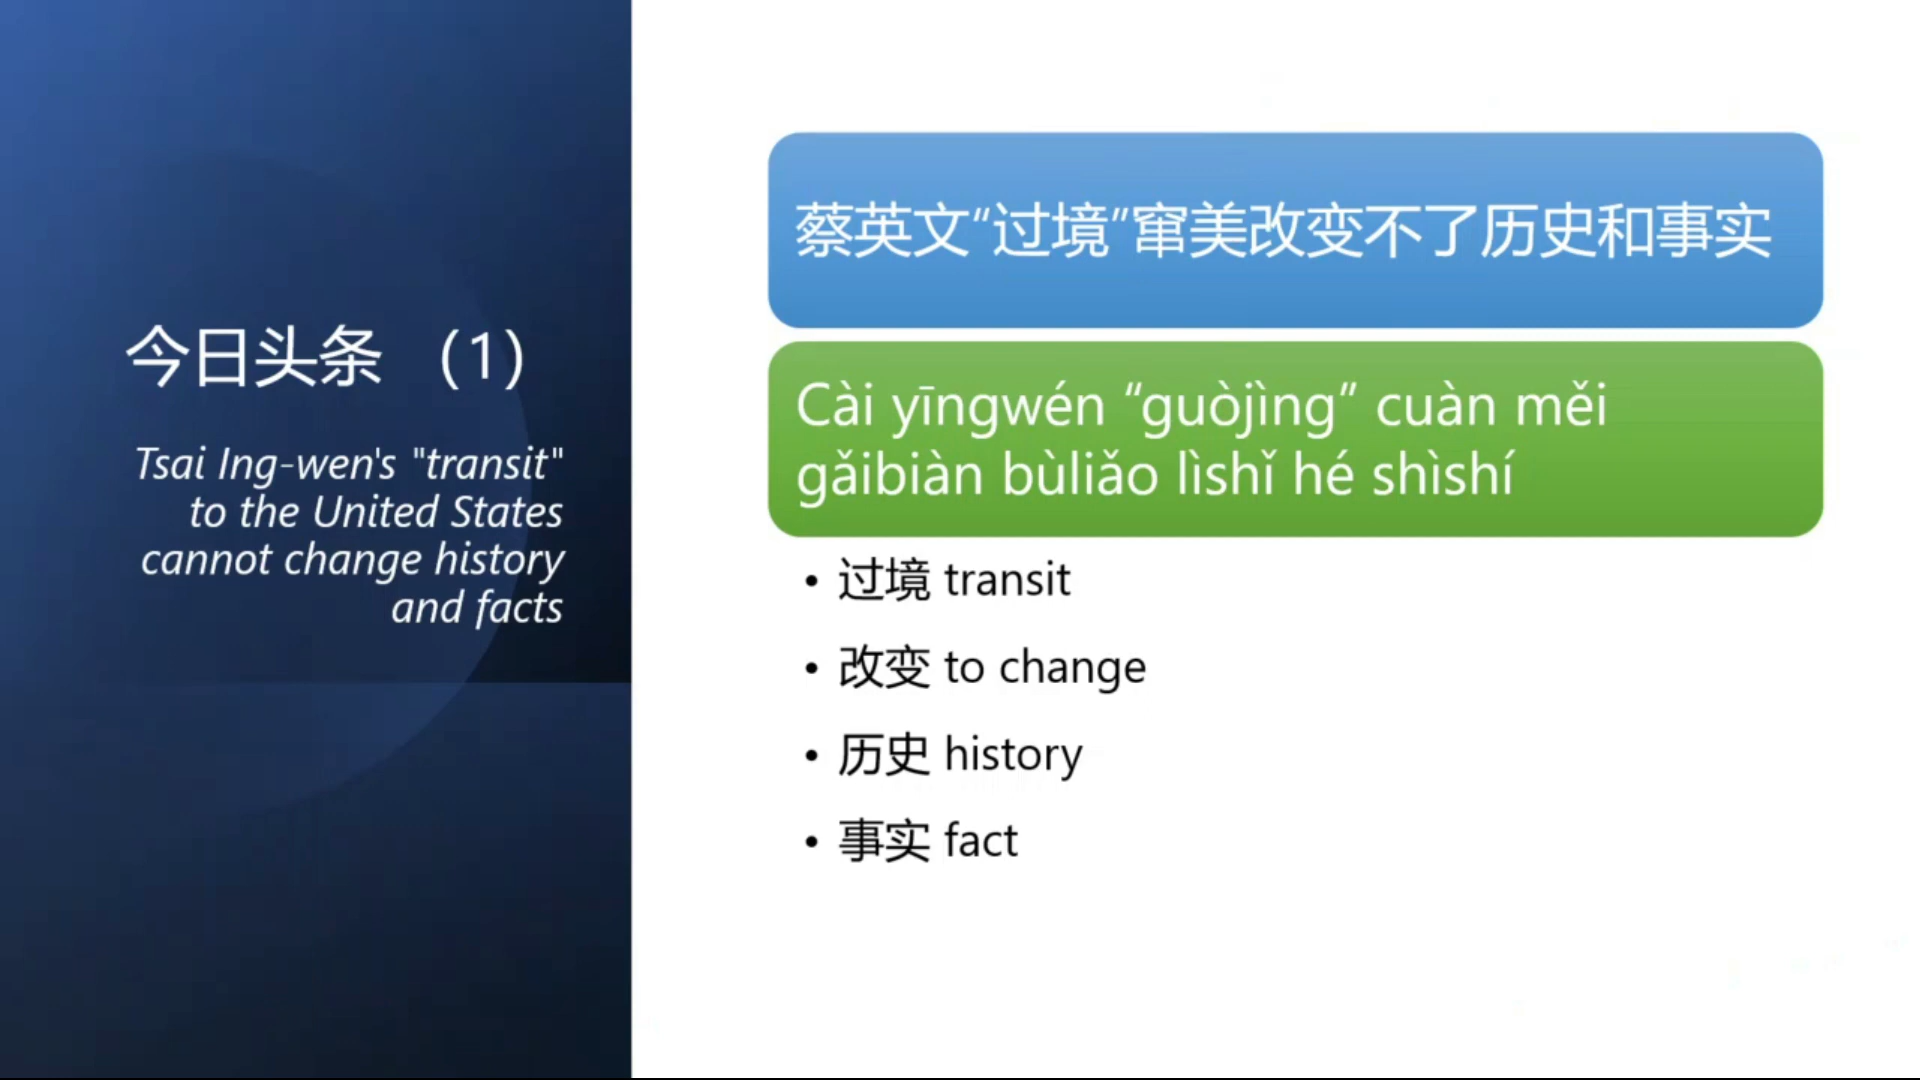 今日头条 （1）
Tsai Ing-wen's "transit"
to the United States
cannot change history
and facts
蔡英文“过境”窜美改变不了历史和事实
Cài yīngwén “guòjìng” cuàn měi
gǎibiàn bùliǎo lìshǐ hé shìshí
• 过境 transit
• 改变 to change
• 历史 history
• 事实 fact